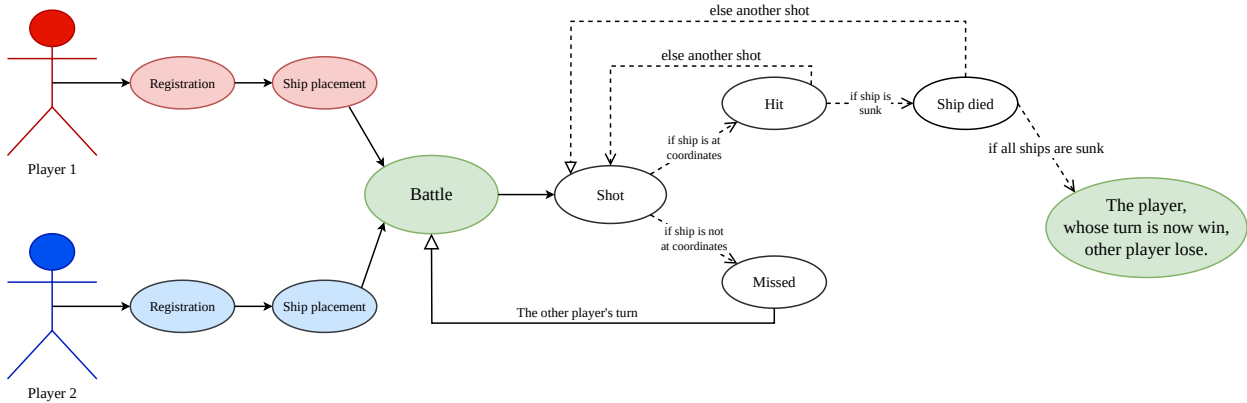 else another shot
else another shot
Registration
Ship placement
Hit
if ship is
sunk
Ship died
Player 1
if ship is at
coordinates
if all ships are sunk
Battle
Shot
The player,
whose turn is now win,
other player lose.
if ship is not
at coordinates
Missed
Registration
Ship placement
The other player's turn
Player 2